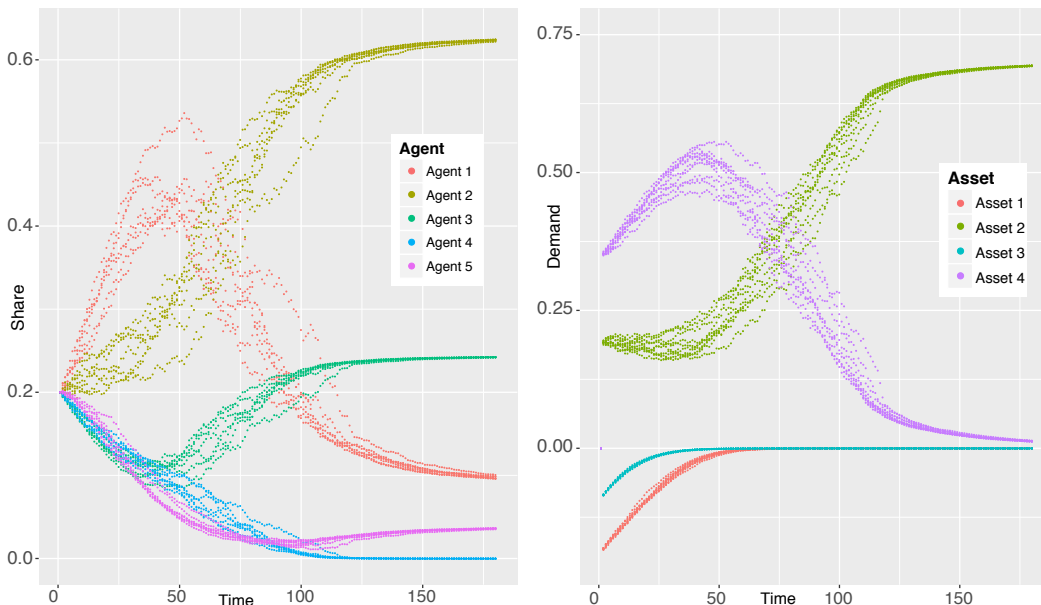 0.6
0.4
0.2
0.0
Share
0
50
100
150
Time
Agent
Agent 1
Agent 2
Agent 3
Agent 4
Agent 5
0.75
0.50
0.25
0.00
Demand
0
50
100
150
Time
Asset
Asset 1
Asset 2
Asset 3
Asset 4